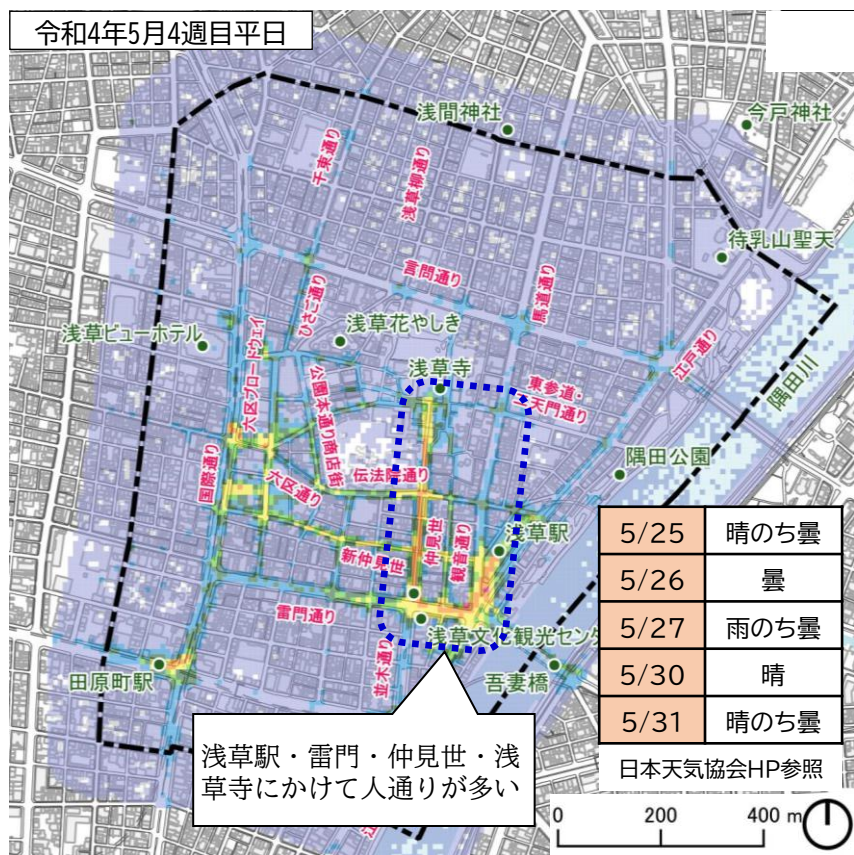 令和4年5月4週目平日
浅間神社
今戸神社
千束通り
浅草柳通り
待乳山聖天
言問通り
馬道通り
ひさご通り
浅草花やしき
浅草ビューホテル
六区ブロードウェイ
江戸通り
隅田川
浅草寺
東参道・
天門通り
公園本通り商店街
隅田公園
国際通り
伝法院通り
六区通り
仲見世
観音通り
浅草駅
新仲見世
雷門通り
浅草文化観光センタ
並木通り
吾妻橋
田原町駅
浅草駅・雷門・仲見世・浅
草寺にかけて人通りが多い
5/25 晴のち曇
5/26 曇
5/27 雨のち曇
5/30 晴
5/31 晴のち曇
日本天気協会HP参照
0 200 400 m